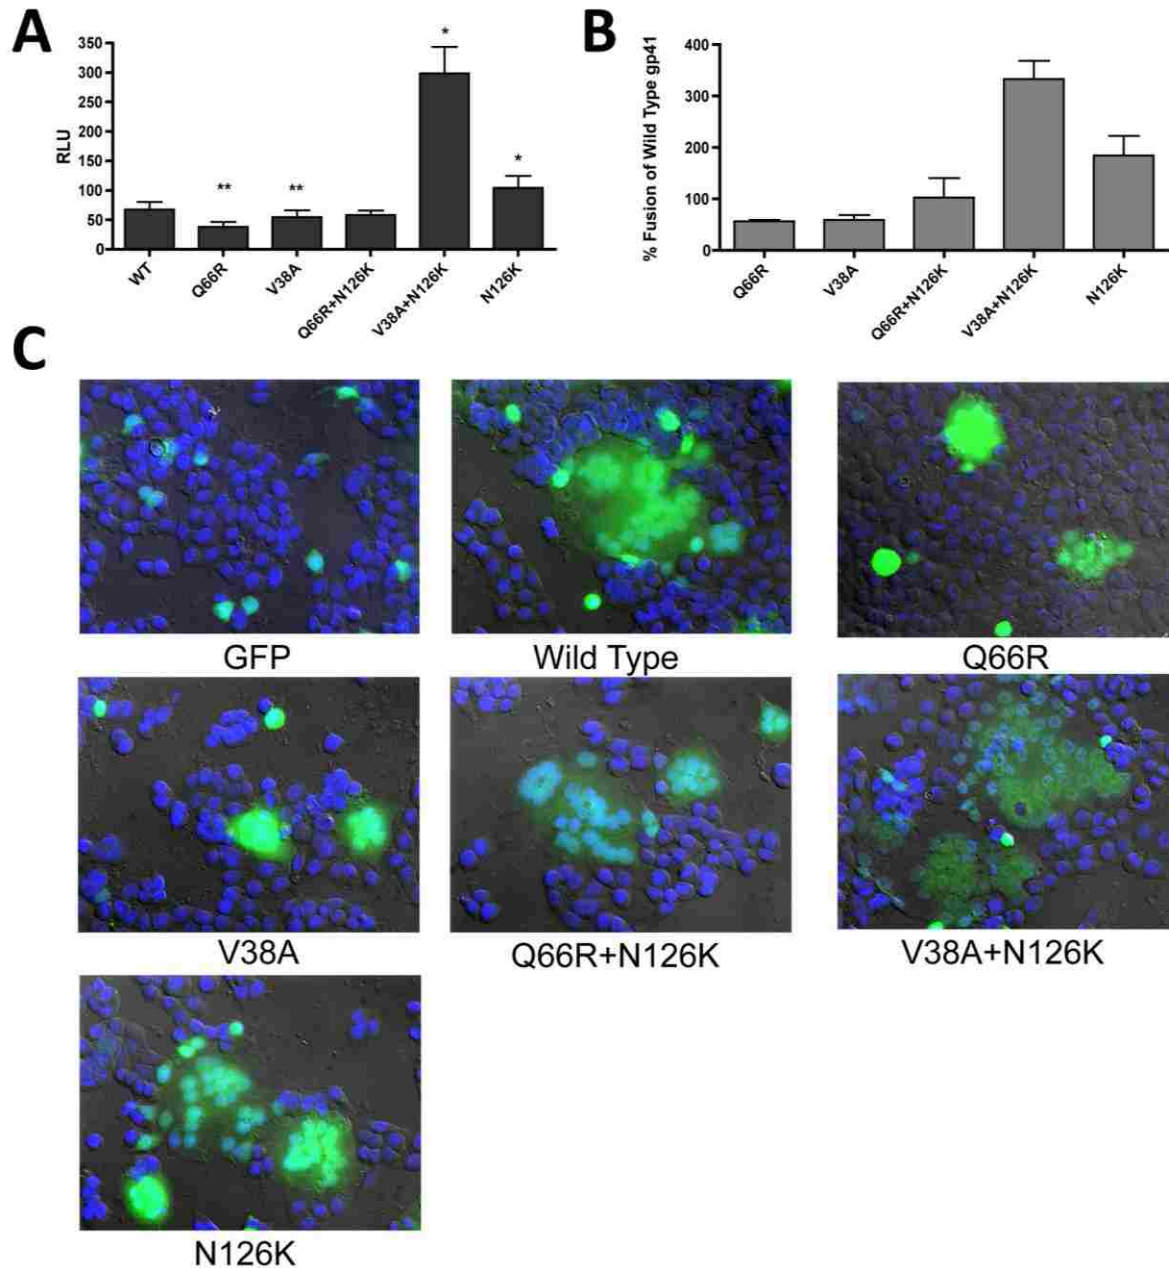 A
B
350
300
250
200
150
100
50
0
RLU
*
**
**
*
WT
Q66R
V38A
Q66R+N126K
V38A+N126K
N126K
400
300
200
100
0
% Fusion of Wild Type gp41
Q66R
V38A
Q66R+N126K
V38A+N126K
N126K
C
GFP
Wild Type
Q66R
V38A
Q66R+N126K
V38A+N126K
N126K